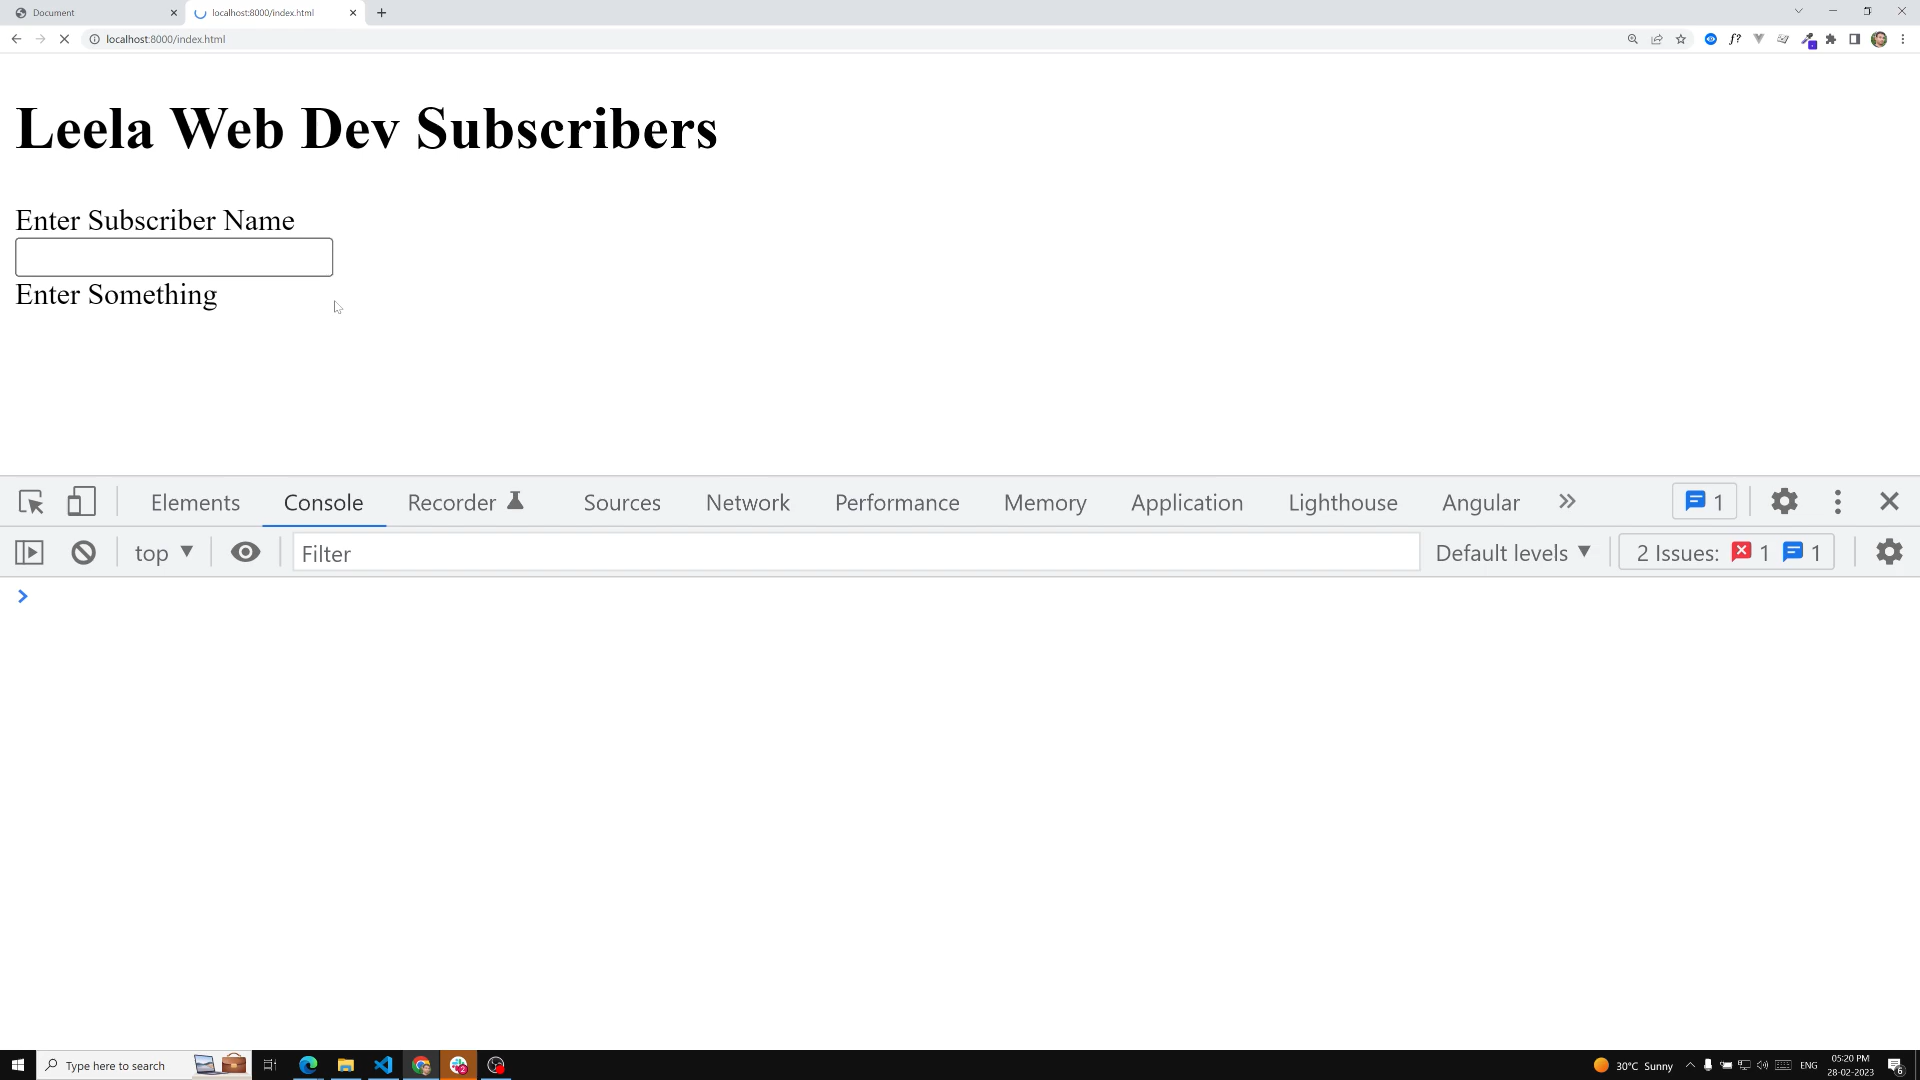 Document
localhost:8000/index.html
localhost:8000/index.html
f?
Leela Web Dev Subscribers
Enter Subscriber Name
Enter Something
Elements Console Recorder Sources Network Performance Memory Application Lighthouse Angular 1
top Filter Default levels 2 Issues: 1 1
Type here to search
2
30°C Sunny
ENG
05:20 PM
28-02-2023
6